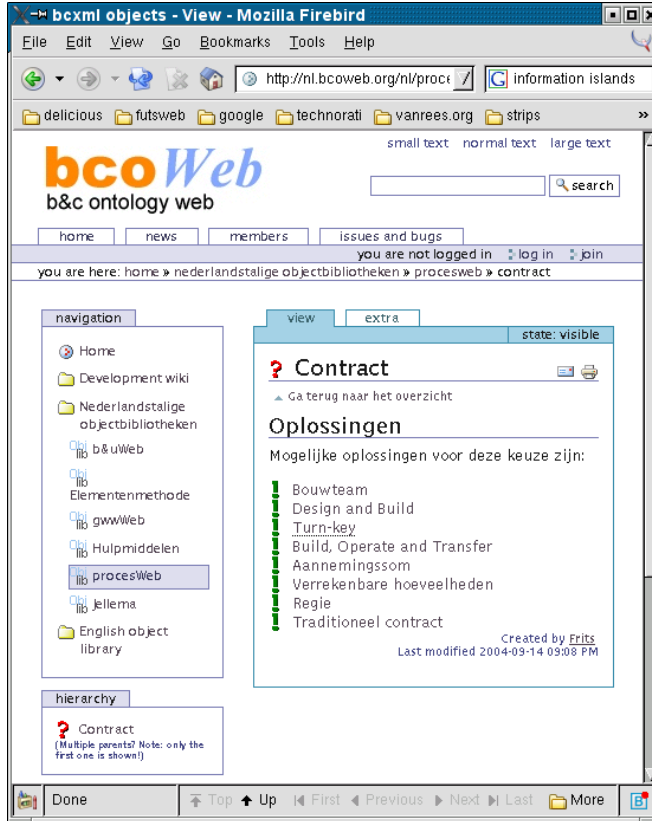 bcxml objects - View - Mozilla Firebird
File Edit View Go Bookmarks Tools Help
http://nl.bcoweb.org/nl/proce
G information islands
delicious futsweb google technorati vanrees.org strips »
small text normal text large text
bcoWeb
b&c ontology web
search
home news members issues and bugs
you are not logged in log in join
you are here: home » nederlandstalige objectbibliotheken » procesweb » contract
navigation
Home
Development wiki
Nederlandstalige
objectbibliotheken
b&uWeb
Elementenmethode
gwwWeb
Hulpmiddelen
procesWeb
jellema
English object
library
hierarchy
? Contract
(Multiple parents? Note: only the
first one is shown!)
view extra
state: visible
? Contract
Ga terug naar het overzicht
Oplossingen
Mogelijke oplossingen voor deze keuze zijn:
! Bouwteam
! Design and Build
! Turn-key
! Build, Operate and Transfer
! Aannemingssom
! Verrekenbare hoeveelheden
! Regie
! Traditioneel contract
Created by Frits
Last modified 2004-09-14 09:08 PM
Done Top Up First Previous Next Last More B